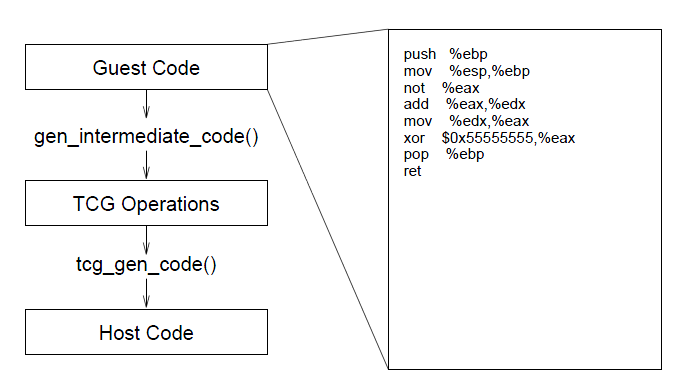 Guest Code
gen_intermediate_code()
TCG Operations
tcg_gen_code()
Host Code
push %ebp
mov %esp,%ebp
not %eax
add %eax,%edx
mov %edx,%eax
xor $0x55555555,%eax
pop %ebp
ret